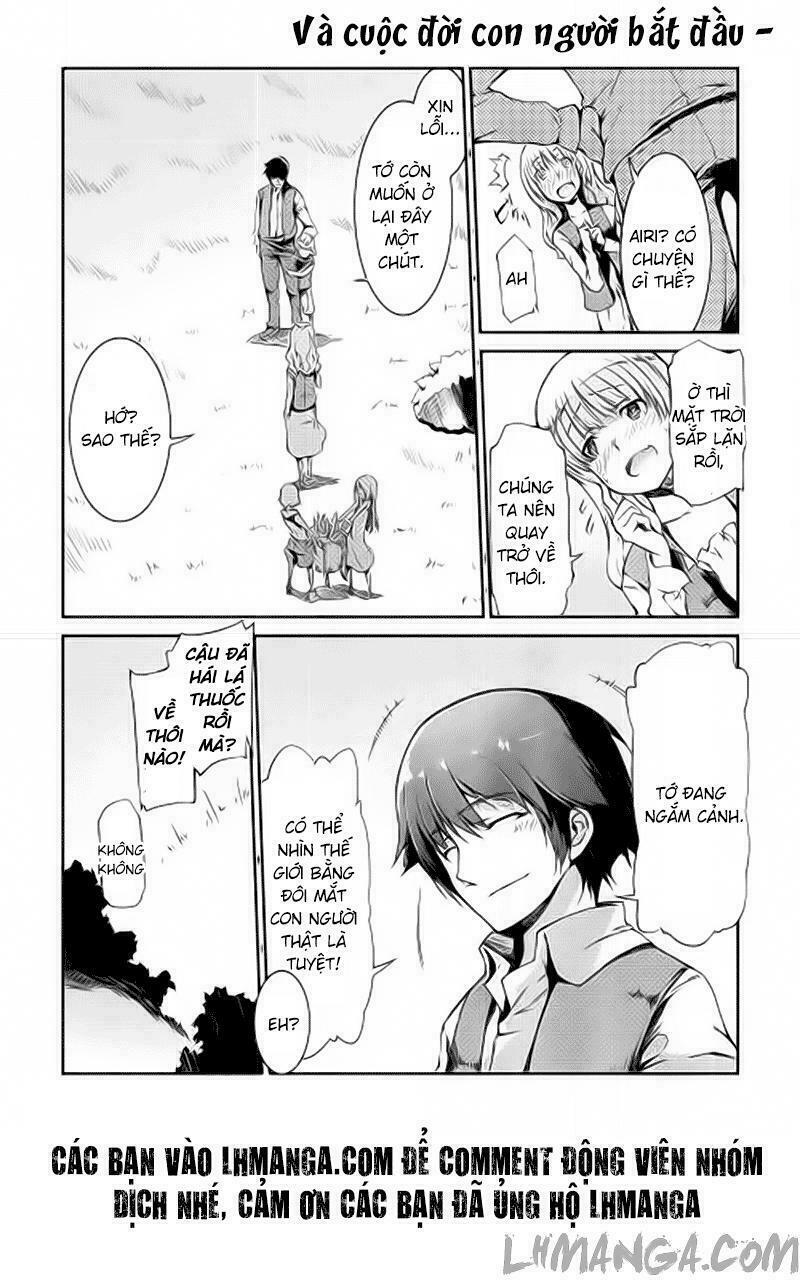 Và cuộc đời con người bắt đầu -
AIRI? CÓ
CHUYỆN
GÌ THẾ?
AH
Ờ THÌ
MẶT TRỜI
SẮP LẶN
RỒI,
CHÚNG
TA NÊN
QUAY
TRỞ VỀ
THÔI.
XIN
LỖI...
TỚ CÒN
MUỐN Ở
LẠI ĐÂY
MỘT
CHÚT.
HỚ?
SAO THẾ?
TỚ ĐANG
NGẮM CẢNH.
CÓ THỂ
NHÌN THẾ
GIỚI BẰNG
ĐÔI MẮT
CON NGƯỜI
THẬT LÀ
TUYỆT!
EH?
CẬU ĐÃ
HÁI LÁ
THUỐC
RỒI
MÀ?
VỀ
THÔI
NÀO!
KHÔNG
KHÔNG
CÁC BẠN VÀO LHMANGA.COM ĐỂ COMMENT ĐỘNG VIÊN NHÓM
DỊCH NHÉ, CẢM ƠN CÁC BẠN ĐÃ ỦNG HỘ LHMANGA
LHMANGA.COM